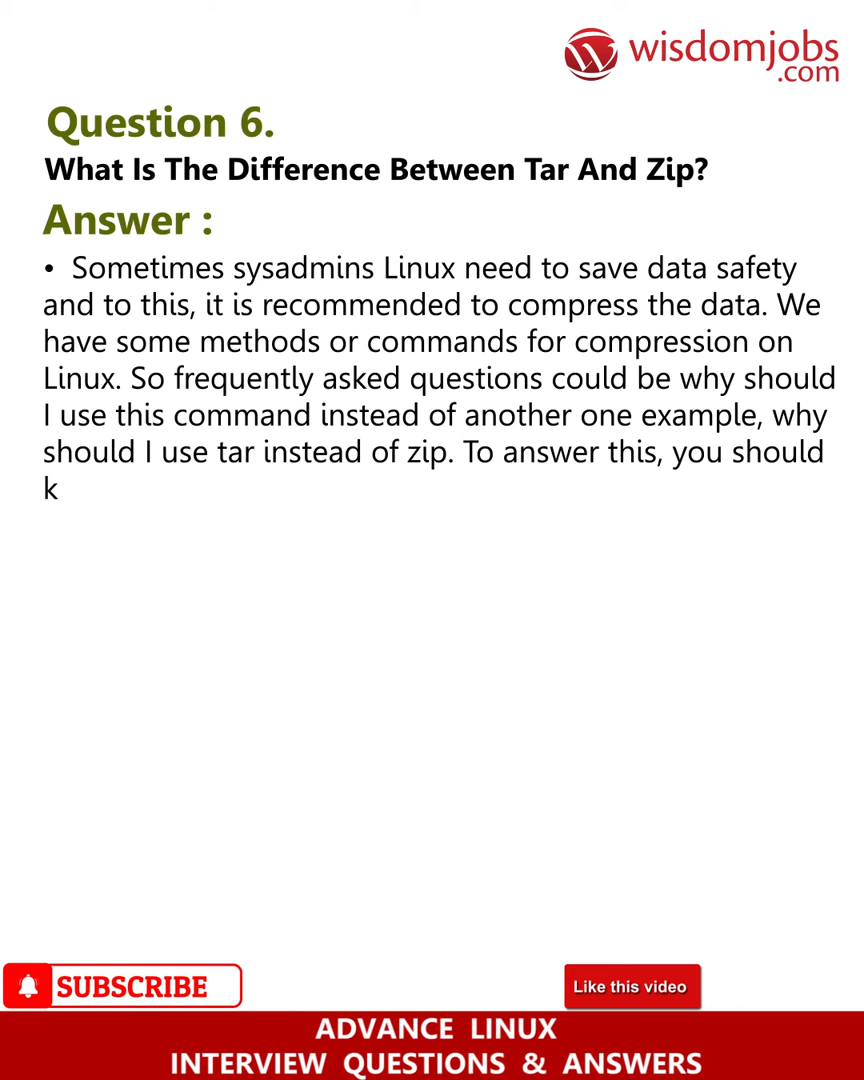 wisdomjobs
.com
Question 6.
What Is The Difference Between Tar And Zip?
Answer :
• Sometimes sysadmins Linux need to save data safety
and to this, it is recommended to compress the data. We
have some methods or commands for compression on
Linux. So frequently asked questions could be why should
I use this command instead of another one example, why
should I use tar instead of zip. To answer this, you should
k
SUBSCRIBE
Like this video
ADVANCE LINUX
INTERVIEW QUESTIONS & ANSWERS